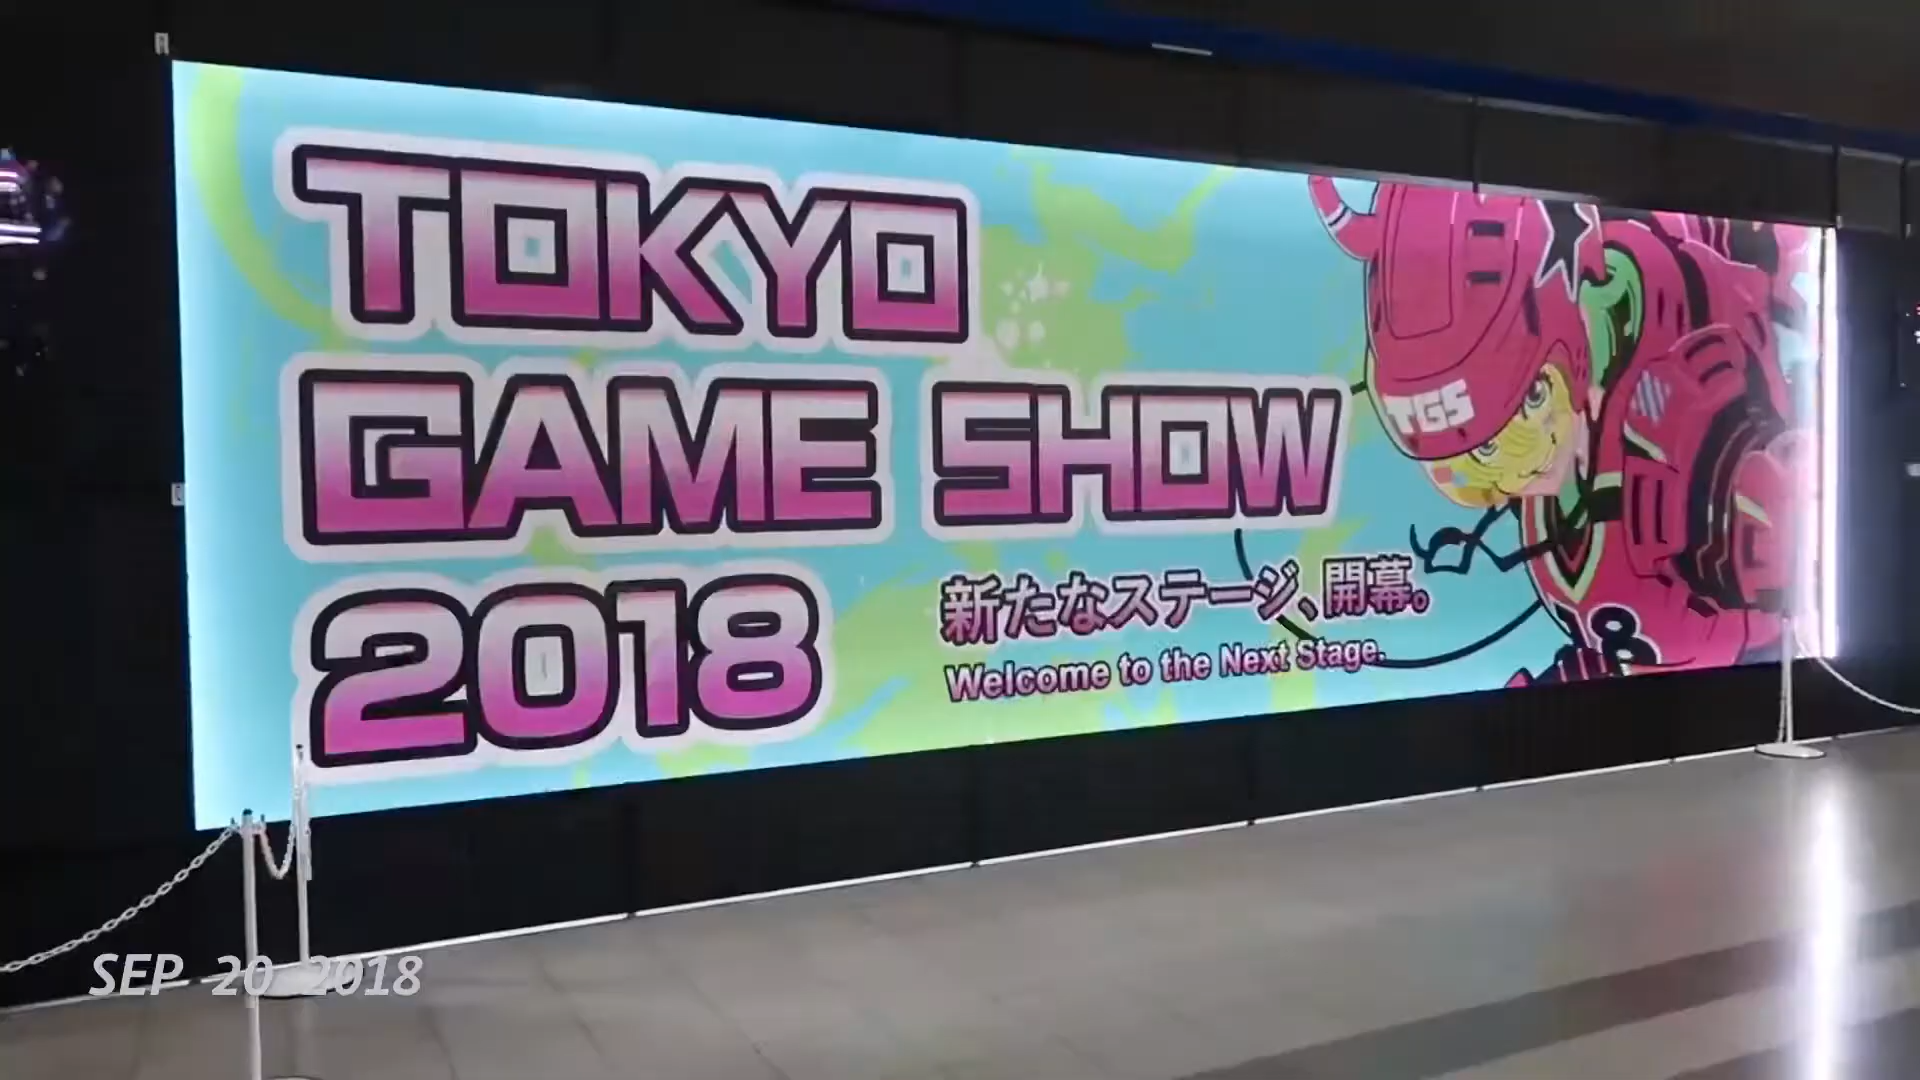 TOKYO
GAME SHOW
2018
新たなステージ、開幕。
Welcome to the Next Stage.
TGS
18
SEP 20 2018